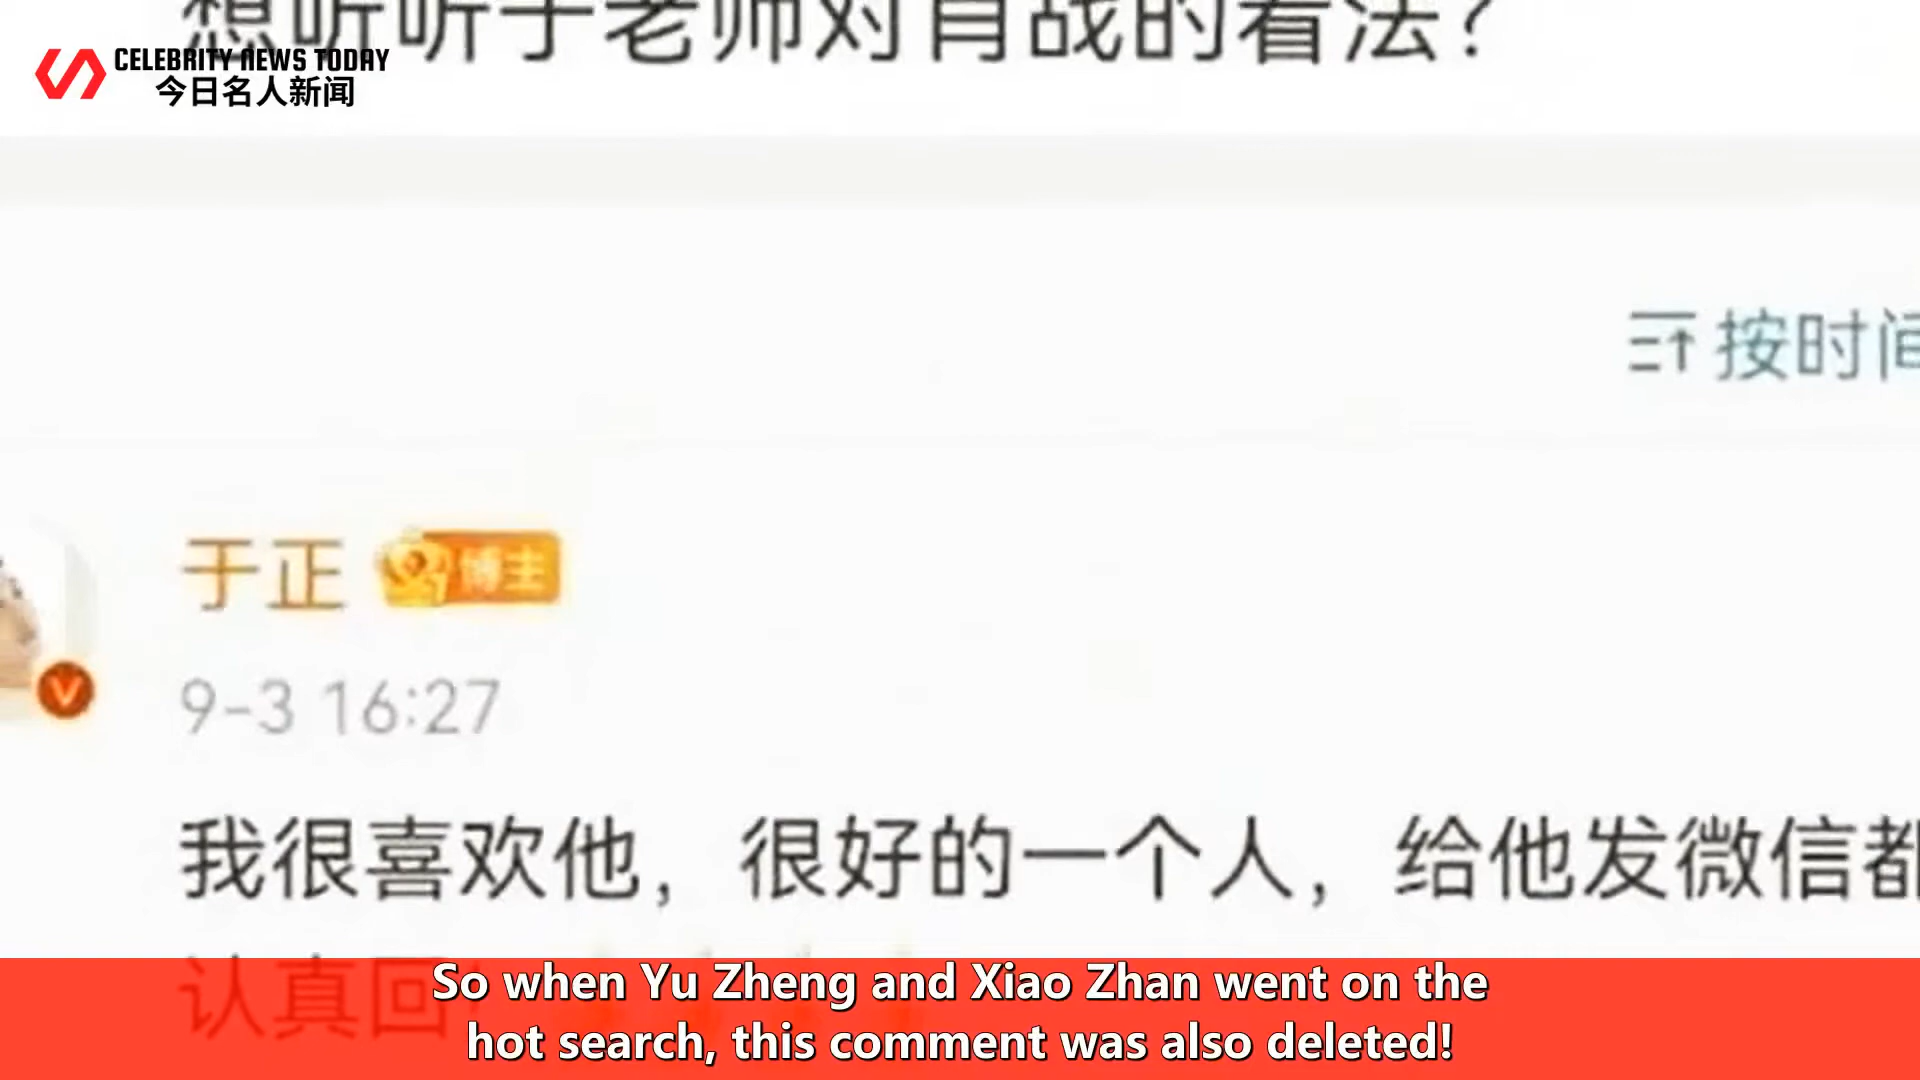 想听听于老师对肖战的看法?
CELEBRITY NEWS TODAY
今日名人新闻
按时间
于正 博主
9-3 16:27
我很喜欢他，很好的一个人，给他发微信都
认真回
So when Yu Zheng and Xiao Zhan went on the
hot search, this comment was also deleted!